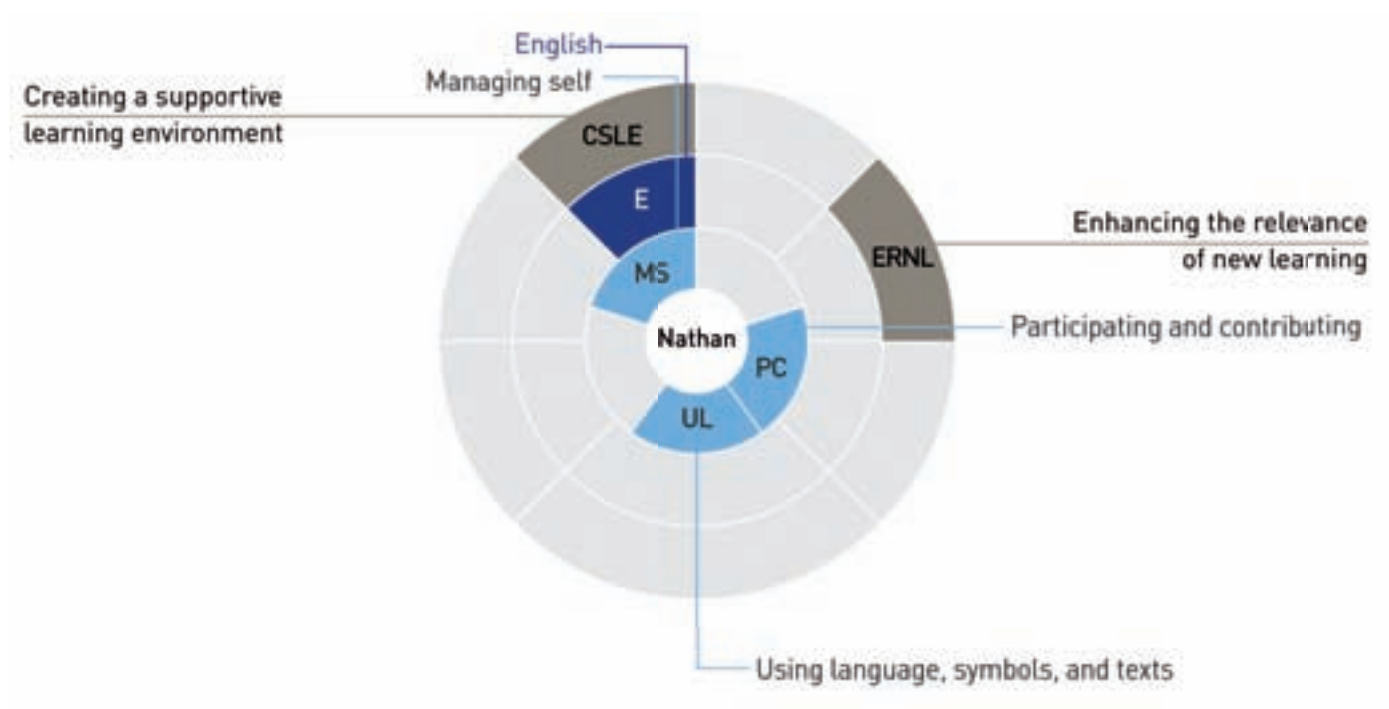 English
Managing self
Creating a supportive
learning environment
CSLE
E
MS
Nathan
PC
UL
ERNL
Enhancing the relevance
of new learning
Participating and contributing
Using language, symbols, and texts